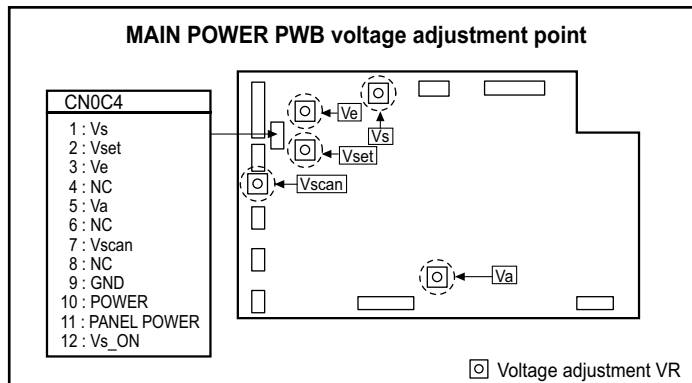 MAIN POWER PWB voltage adjustment point
CN0C4
1 : Vs
2 : Vset
3 : Ve
4 : NC
5 : Va
6 : NC
7 : Vscan
8 : NC
9 : GND
10 : POWER
11 : PANEL POWER
12 : Vs_ON
Ve
Vs
Vset
Vscan
Va
Voltage adjustment VR